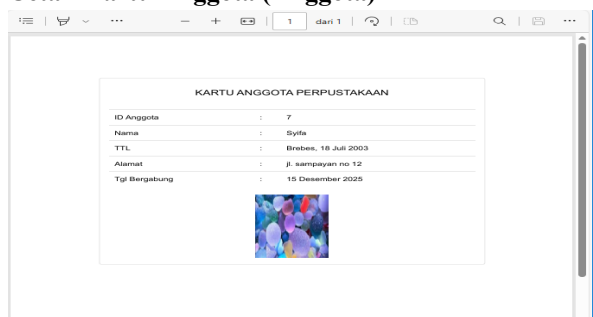 1 dari 1
KARTU ANGGOTA PERPUSTAKAAN
ID Anggota : 7
Nama : Syifa
TTL : Brebes, 18 Juli 2003
Alamat : jl. sampayan no 12
Tgl Bergabung : 15 Desember 2025